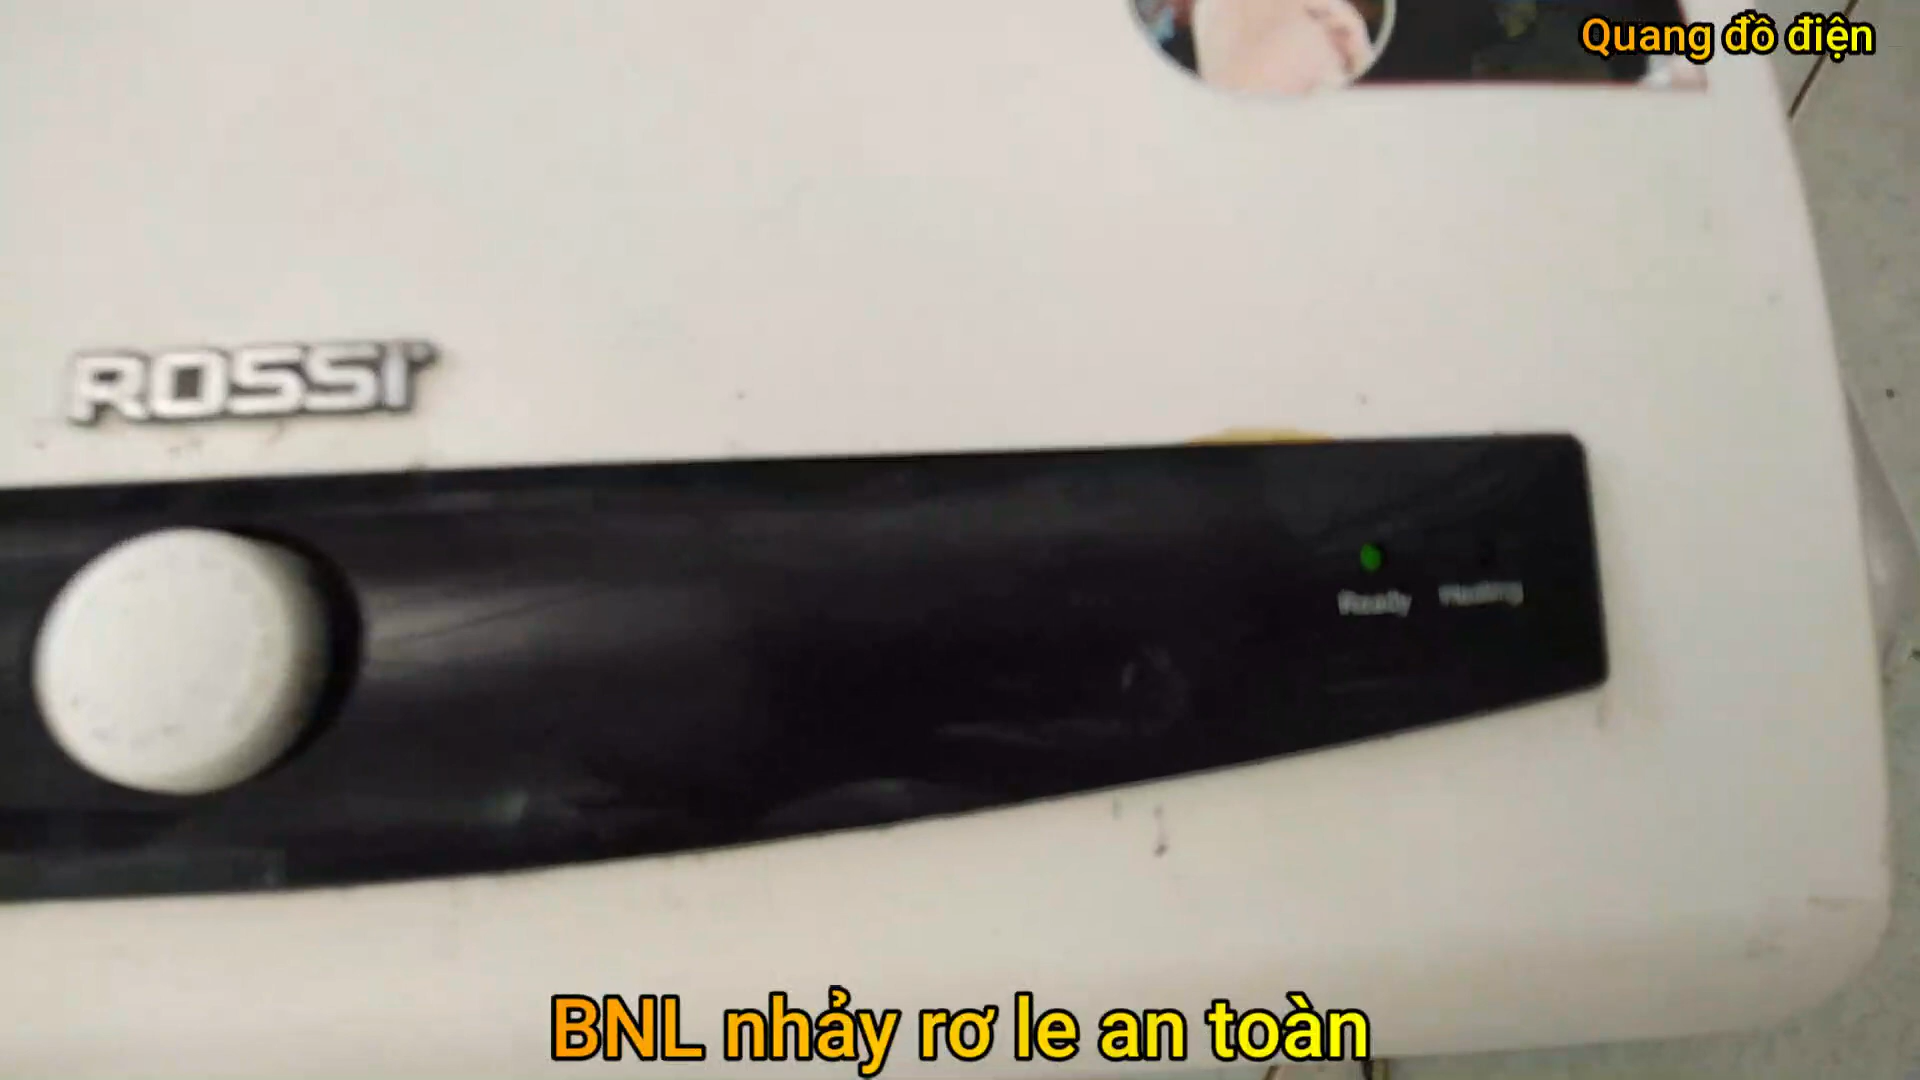 Quang đồ điện
ROSSI
Ready Heating
BNL nhảy rơ le an toàn